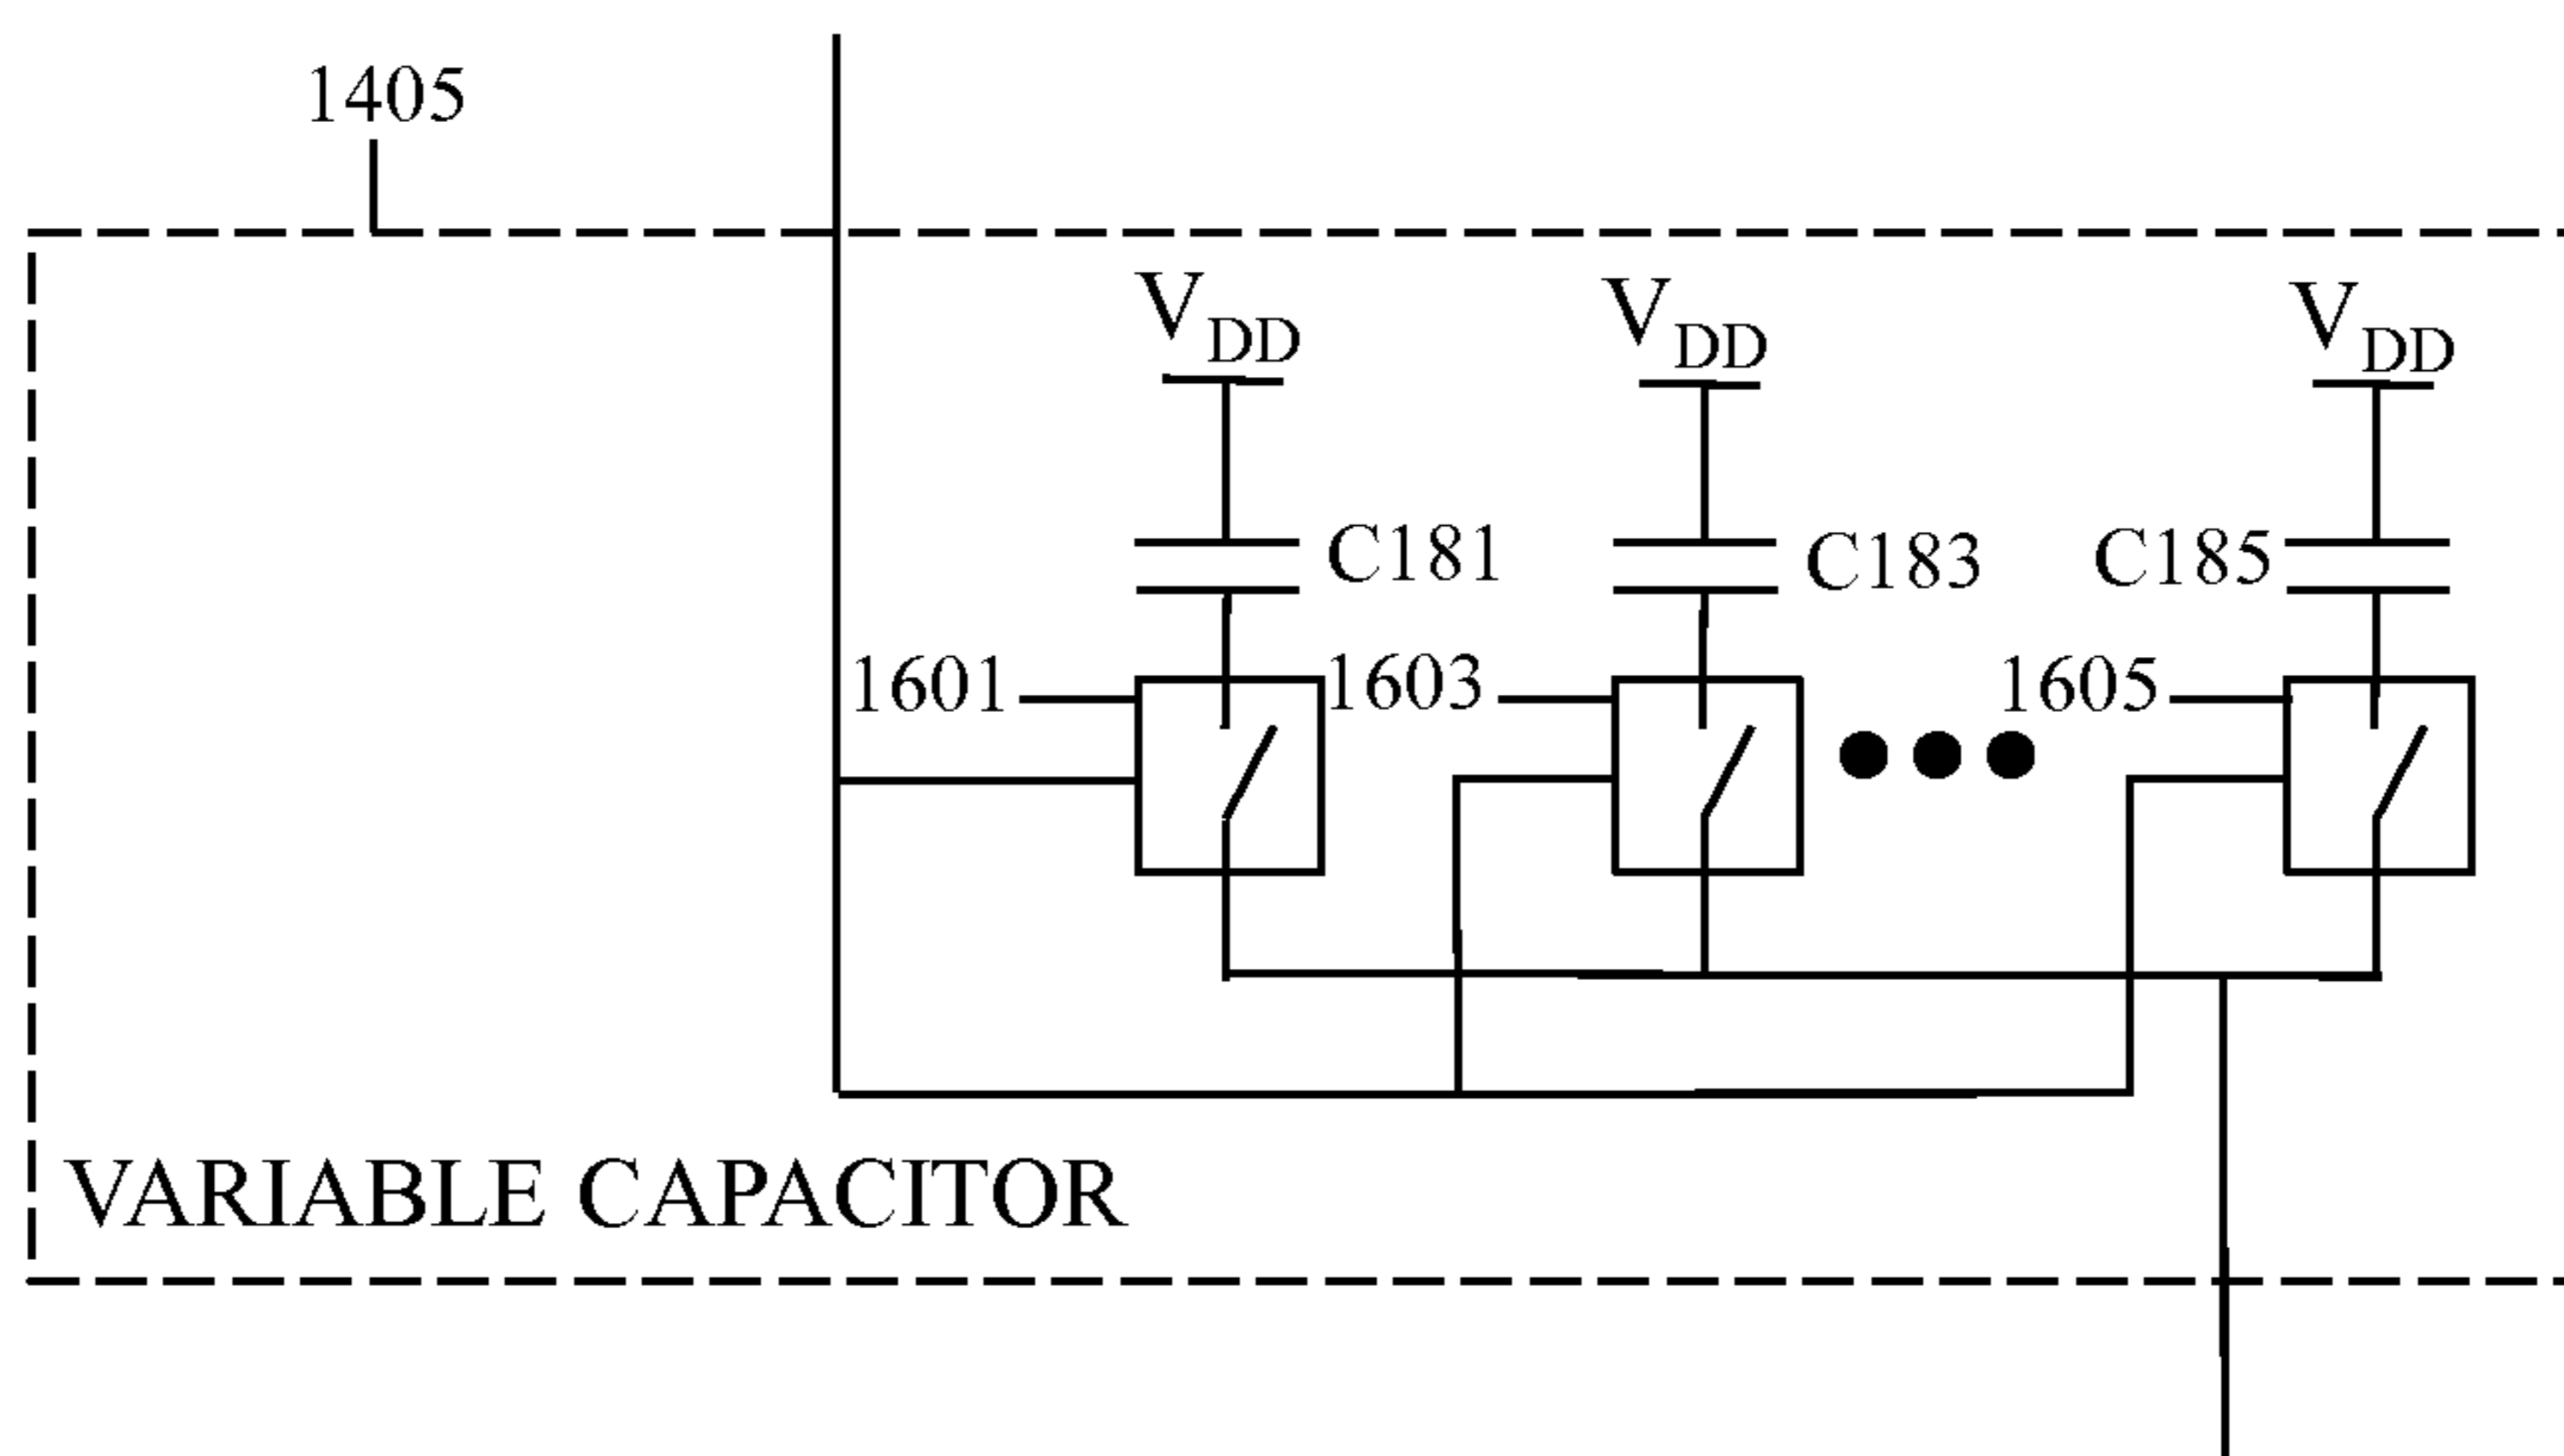 1405
VDD
VDD
VDD
C181
C183
C185
1601
1603
1605
VARIABLE CAPACITOR